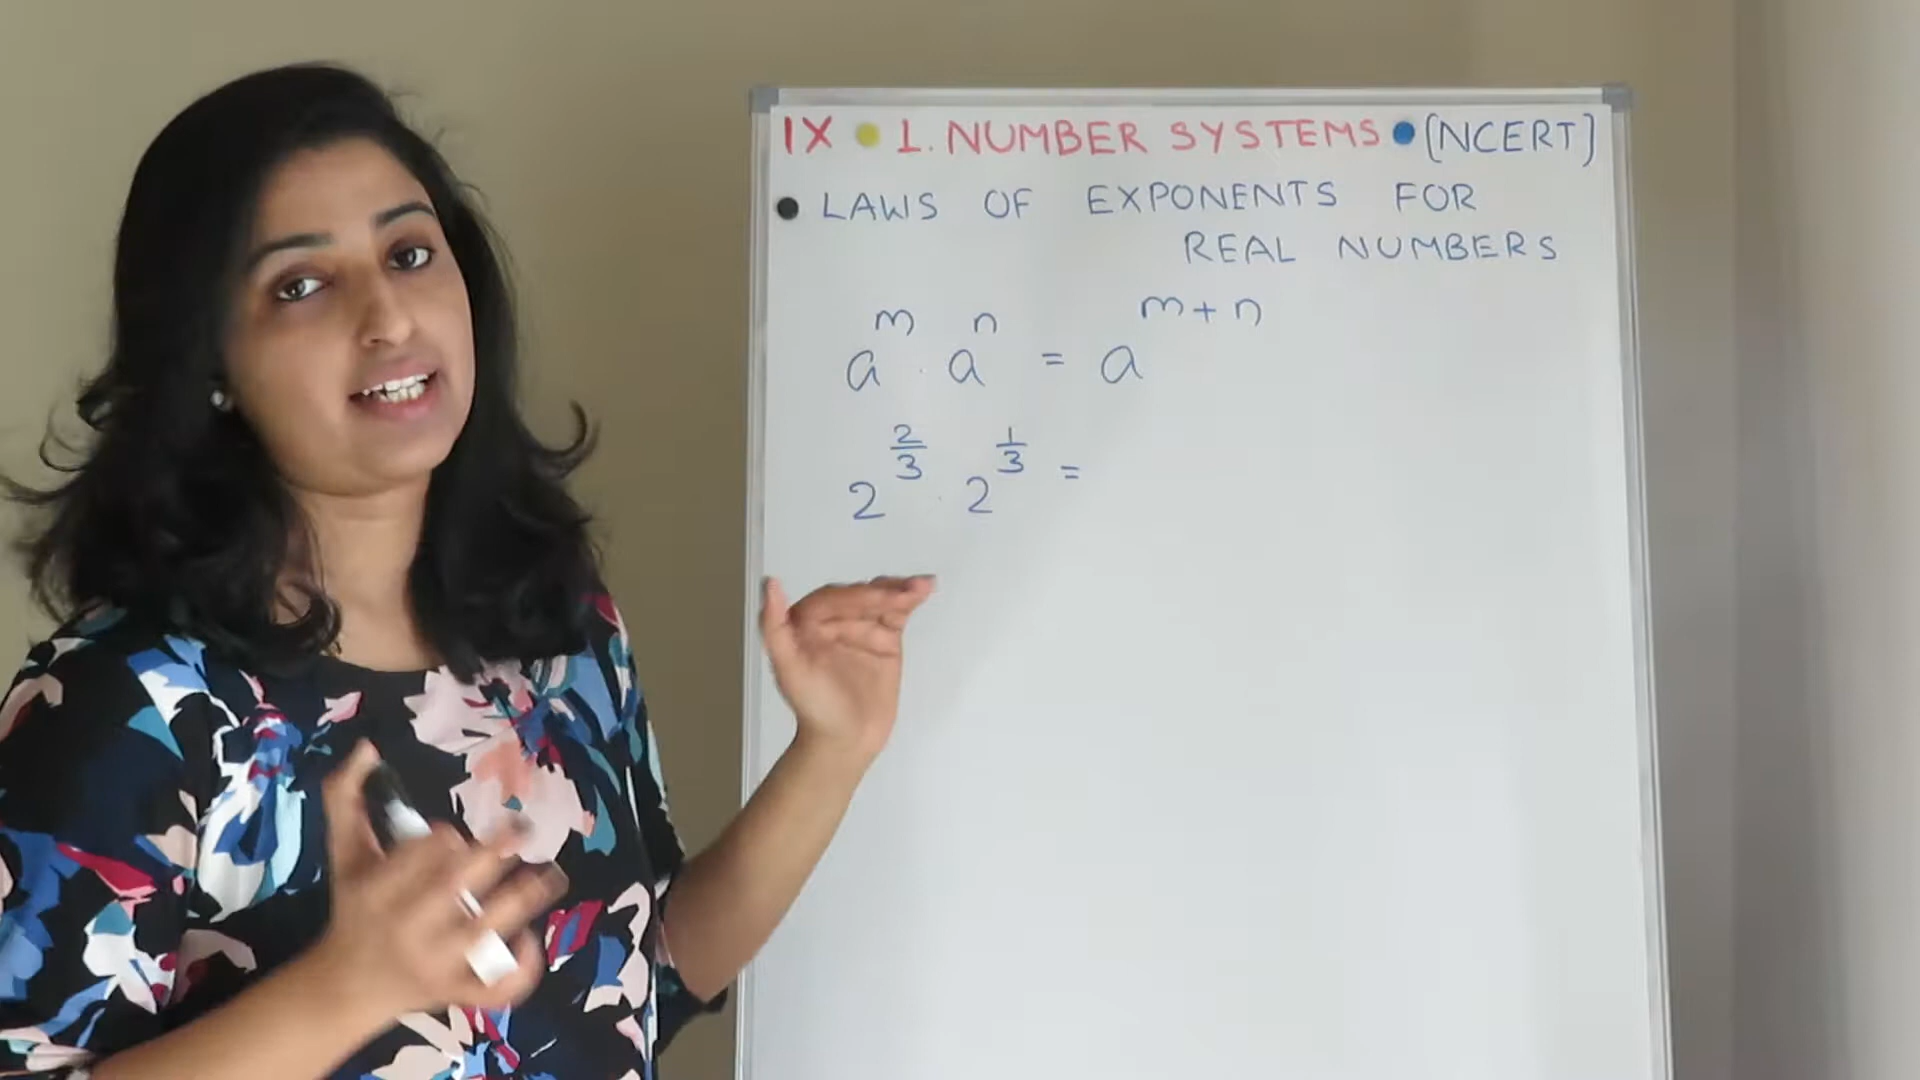 IX • 1. NUMBER SYSTEMS • [NCERT]
• LAWS OF EXPONENTS FOR
REAL NUMBERS
a^m . a^n = a^{m+n}
2^{2/3} . 2^{1/3} =